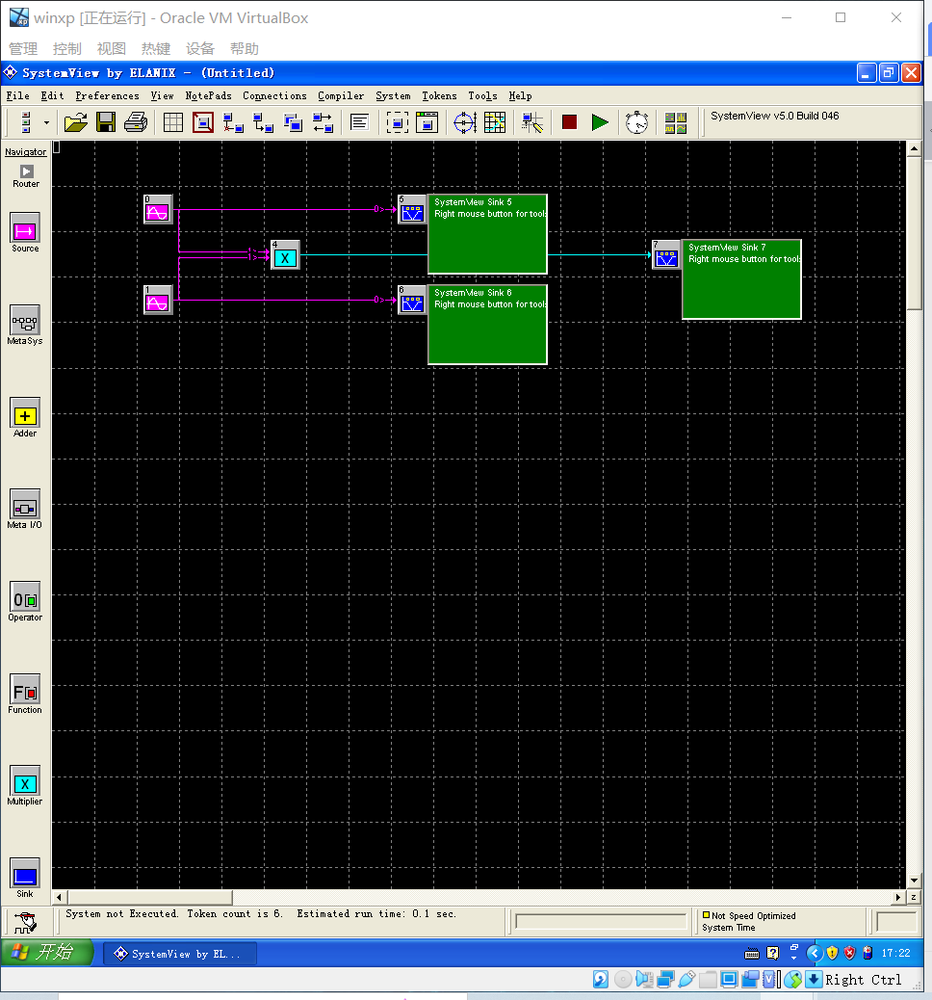 winxp [正在运行] - Oracle VM VirtualBox
管理 控制 视图 热键 设备 帮助
SystemView by ELANIX - (Untitled)
File Edit Preferences View NotePads Connections Compiler System Tokens Tools Help
SystemView v5.0 Build 046
Navigator
Router
Source
MetaSys
Adder
Meta I/O
O
Operator
F
Function
X
Multiplier
Sink
0
0>
5
SystemView Sink 5
Right mouse button for tools
1>
1>
4
X
7
SystemView Sink 7
Right mouse button for tools
1
0>
6
SystemView Sink 6
Right mouse button for tools
z
System not Executed. Token count is 6. Estimated run time: 0.1 sec.
Not Speed Optimized
System Time
开始
SystemView by EL...
17:22
Right Ctrl